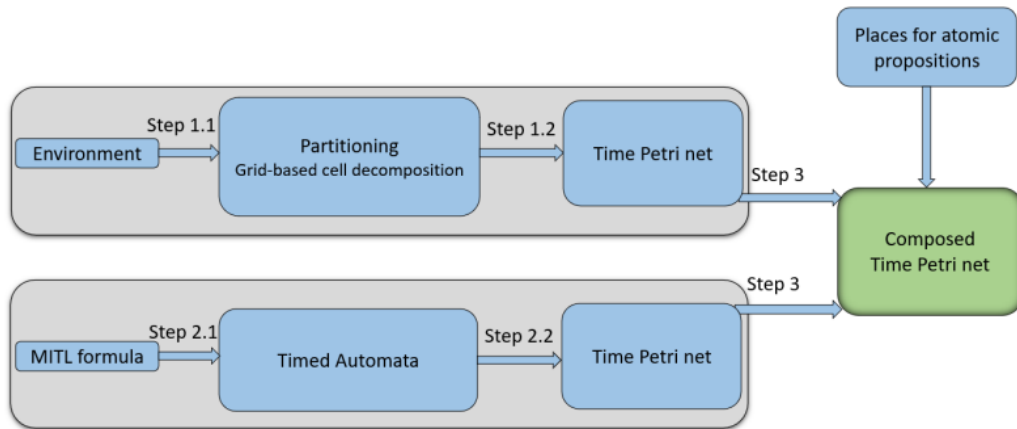 Places for atomic
propositions
Step 1.1
Step 1.2
Environment
Partitioning
Grid-based cell decomposition
Time Petri net
Step 3
Composed
Time Petri net
Step 3
Step 2.1
Step 2.2
MITL formula
Timed Automata
Time Petri net